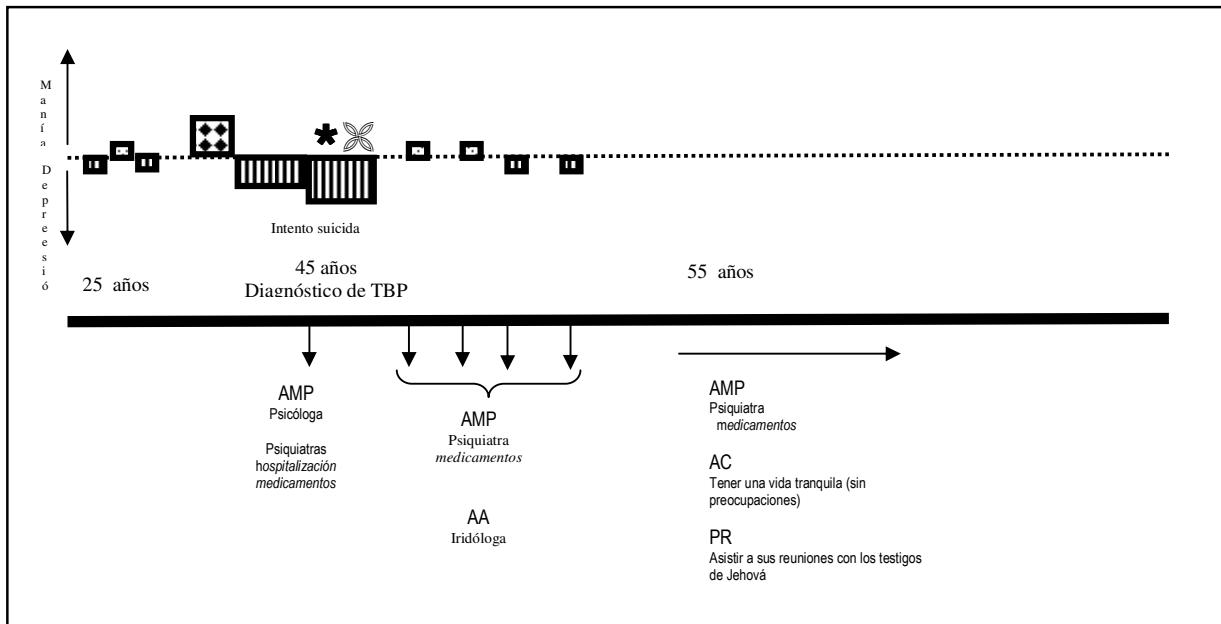 Manía
Depreesió
Intento suicida
25 años
45 años
Diagnóstico de TBP
55 años
AMP
Psicóloga
Psiquiatras
hospitalización
medicamentos
AMP
Psiquiatra
medicamentos
AA
Iridóloga
AMP
Psiquiatra
medicamentos
AC
Tener una vida tranquila (sin
preocupaciones)
PR
Asistir a sus reuniones con los testigos
de Jehová